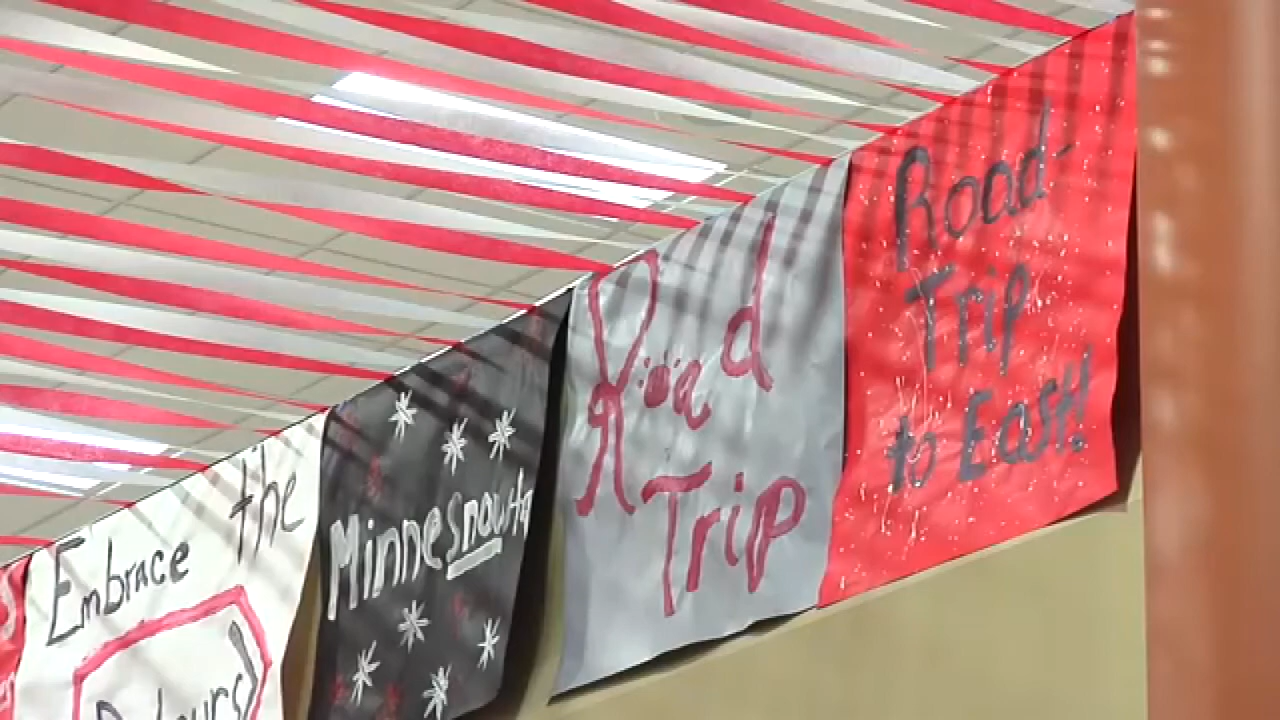 Embrace the
Minnesnowta
Road
Trip
Road-
Trip
to East!